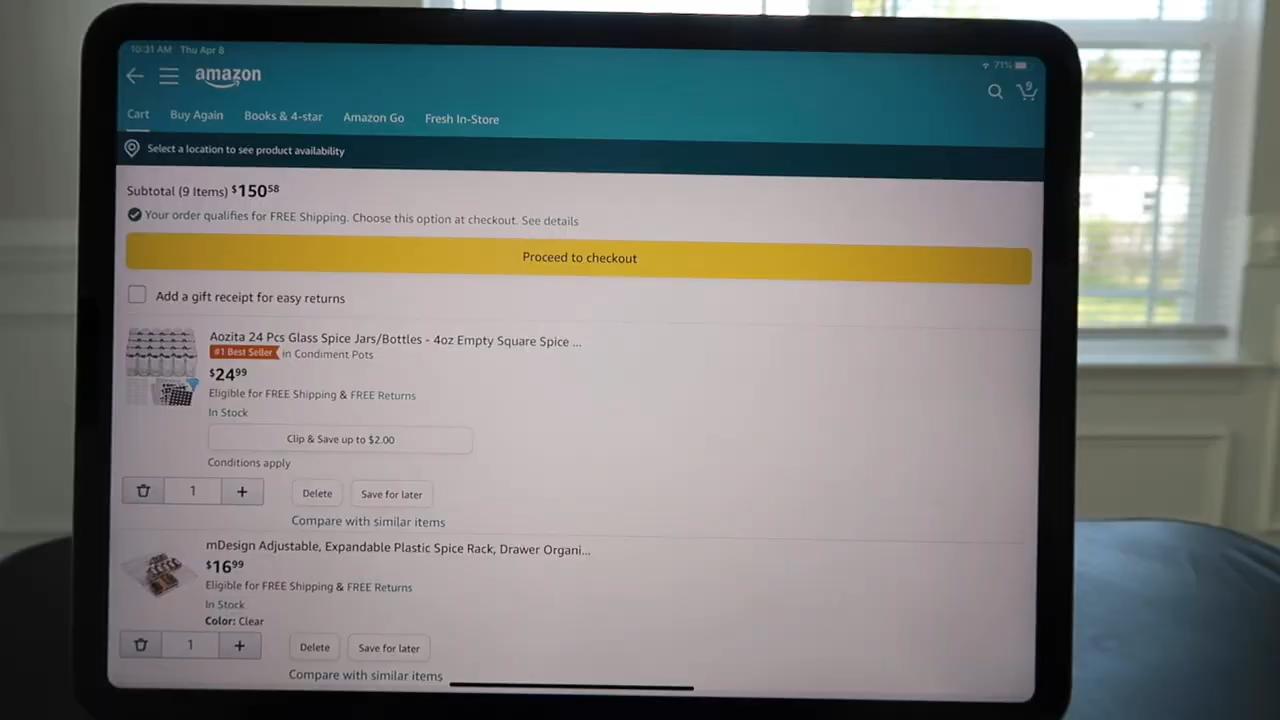 10:31 AM Thu Apr 8
71%
amazon
9
Cart Buy Again Books & 4-star Amazon Go Fresh In-Store
Select a location to see product availability
Subtotal (9 Items) $15058
Your order qualifies for FREE Shipping. Choose this option at checkout. See details
Proceed to checkout
Add a gift receipt for easy returns
Aozita 24 Pcs Glass Spice Jars/Bottles - 4oz Empty Square Spice ...
#1 Best Seller in Condiment Pots
$2499
Eligible for FREE Shipping & FREE Returns
In Stock
Clip & Save up to $2.00
Conditions apply
1 + Delete Save for later
Compare with similar items
mDesign Adjustable, Expandable Plastic Spice Rack, Drawer Organi...
$1699
Eligible for FREE Shipping & FREE Returns
In Stock
Color: Clear
1 + Delete Save for later
Compare with similar items